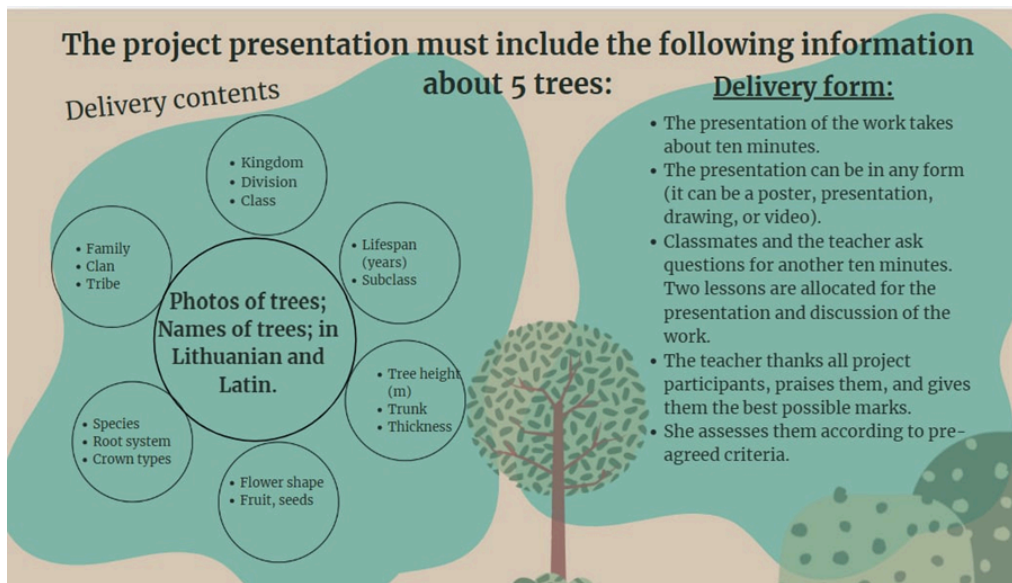 The project presentation must include the following information
about 5 trees:
Delivery contents
• Kingdom
• Division
• Class
• Family
• Clan
• Tribe
• Lifespan
(years)
• Subclass
Photos of trees;
Names of trees; in
Lithuanian and
Latin.
• Tree height
(m)
• Trunk
• Thickness
• Species
• Root system
• Crown types
• Flower shape
• Fruit, seeds
Delivery form:
• The presentation of the work takes
about ten minutes.
• The presentation can be in any form
(it can be a poster, presentation,
drawing, or video).
• Classmates and the teacher ask
questions for another ten minutes.
Two lessons are allocated for the
presentation and discussion of the
work.
• The teacher thanks all project
participants, praises them, and gives
them the best possible marks.
• She assesses them according to pre-
agreed criteria.